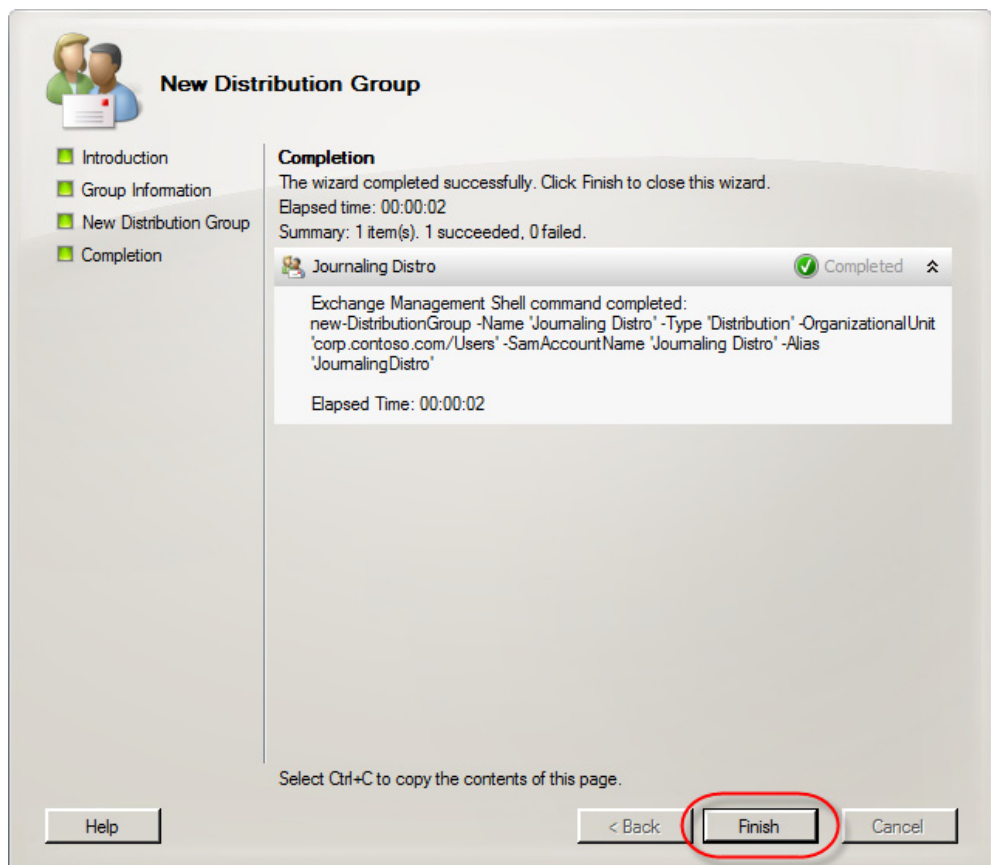 New Distribution Group
Introduction
Group Information
New Distribution Group
Completion
Completion
The wizard completed successfully. Click Finish to close this wizard.
Elapsed time: 00:00:02
Summary: 1 item(s). 1 succeeded, 0 failed.
Journaling Distro
Completed
Exchange Management Shell command completed:
new-DistributionGroup -Name 'Journaling Distro' -Type 'Distribution' -OrganizationalUnit
'corp.contoso.com/Users' -SamAccountName 'Journaling Distro' -Alias
'JournalingDistro'
Elapsed Time: 00:00:02
Select Ctrl+C to copy the contents of this page.
Help
< Back
Finish
Cancel